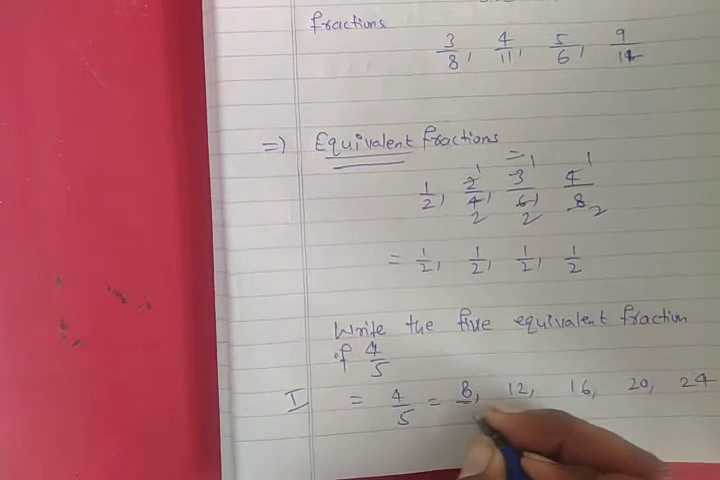 fractions
3/8, 4/11, 5/6, 9/14
=) Equivalent fractions
1/2, 2/4, 3/6, 4/8
= 1/2, 1/2, 1/2, 1/2
Write the five equivalent fraction
of 4/5
I = 4/5 = 8, 12, 16, 20, 24